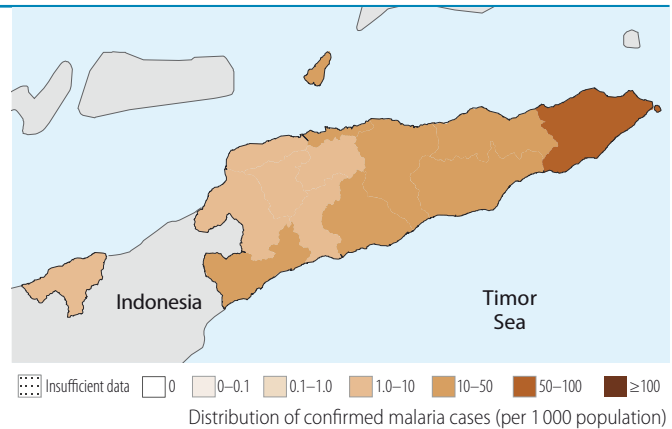 Indonesia
Timor
Sea
Insufficient data 0 0–0.1 0.1–1.0 1.0–10 10–50 50–100 ≥100
Distribution of confirmed malaria cases (per 1 000 population)